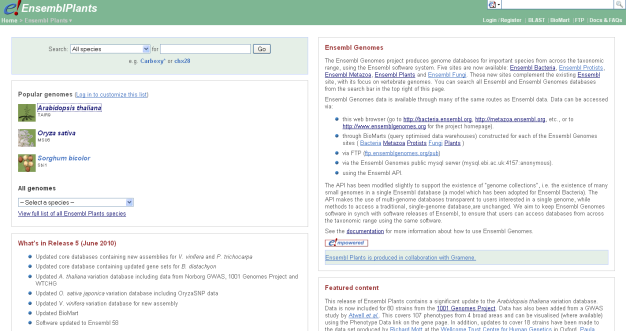 e! EnsemblPlants
Home > Ensembl Plants >
Login | Register | BLAST | BioMart | FTP | Docs & FAQs
Search: All species for Go
e.g. Carboxy* or chx28
Popular genomes (Log in to customize this list)
Arabidopsis thaliana
Oryza sativa
Sorghum bicolor
All genomes
-- Select a species --
View full list of all Ensembl Plants species
What's in Release 5 (June 2010)
Updated core databases containing new assemblies for V. vinifera and P. trichocarpa
Updated core database containing updated gene sets for B. distachyon
Updated A. thaliana variation database including data from Norborg GWAS, 1001 Genomes Project and
WTCHG
Updated O. sativa japonica variation database including OryzaSNP data
Updated V. vinifera variation database for new assembly
Updated BioMart
Software updated to Ensembl 58
Ensembl Genomes
The Ensembl Genomes project produces genome databases for important species from across the taxonomic
range, using the Ensembl software system. Five sites are now available: Ensembl Bacteria, Ensembl Protists,
Ensembl Metazoa, Ensembl Plants and Ensembl Fungi. These new sites complement the existing Ensembl
site, with its focus on vertebrate genomes. You can search all Ensembl and Ensembl Genomes databases
from the search bar in the top right of this page.
Ensembl Genomes data is available through many of the same routes as Ensembl data. Data can be accessed
via:
this web browser (go to http://bacteria.ensembl.org, http://metazoa.ensembl.org, etc., or to
http://www.ensemblgenomes.org for the project homepage).
through BioMarts (query optimised data warehouses) constructed for each of the Ensembl Genomes
sites ( Bacteria Metazoa Protists Fungi Plants )
via FTP (ftp.ensemblgenomes.org/pub)
via the Ensembl Genomes public mysql server (mysql.ebi.ac.uk:4157:anonymous).
using the Ensembl API
The API has been modified slightly to support the existence of "genome collections", i.e. the existence of many
small genomes in a single Ensembl database (a model which has been adopted for Ensembl Bacteria). The
API makes the use of multi-genome databases transparent to users interested in a single genome, while
methods to access a traditional, single-genome database,are unchanged. We aim to keep Ensembl Genomes
software in synch with software releases of Ensembl, to ensure that users can access databases from across
the taxonomic range using the same software.
See the documentation for more information about how to use Ensembl Genomes.
e! mpowered
Ensembl Plants is produced in collaboration with Gramene.
Featured content
This release of Ensembl Plants contains a significant update to the Arabidopsis thaliana variation database.
Data is now included for 80 strains from the 1001 Genomes Project. Data has also been added from a GWAS
study by Atwell et al. This covers 107 phenotypes from 4 broad areas and can be visualised (where available)
using the Phenotype Data link on the gene page. In addition, updates to cover 18 strains have been made to
the data set produced by Richard Mott at the Wellcome Trust Centre for Human Genetics in Oxford, Paula